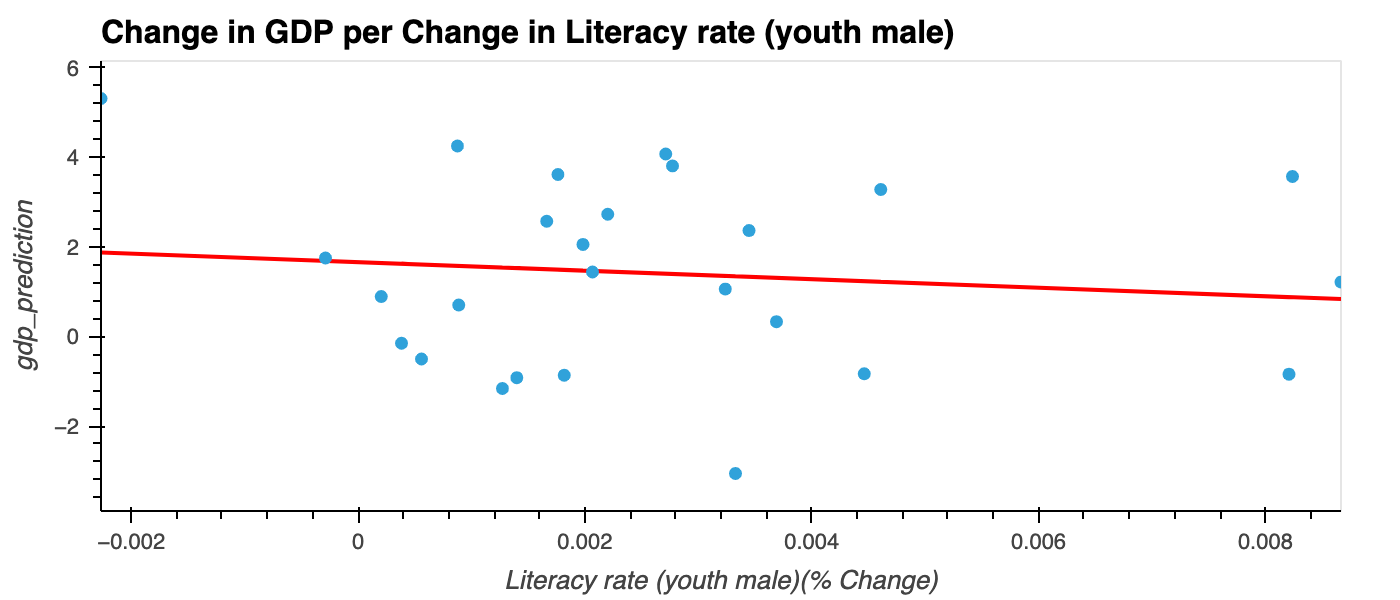 Change in GDP per Change in Literacy rate (youth male)
6
4
2
0
−2
gdp_prediction
−0.002 0 0.002 0.004 0.006 0.008
Literacy rate (youth male)(% Change)